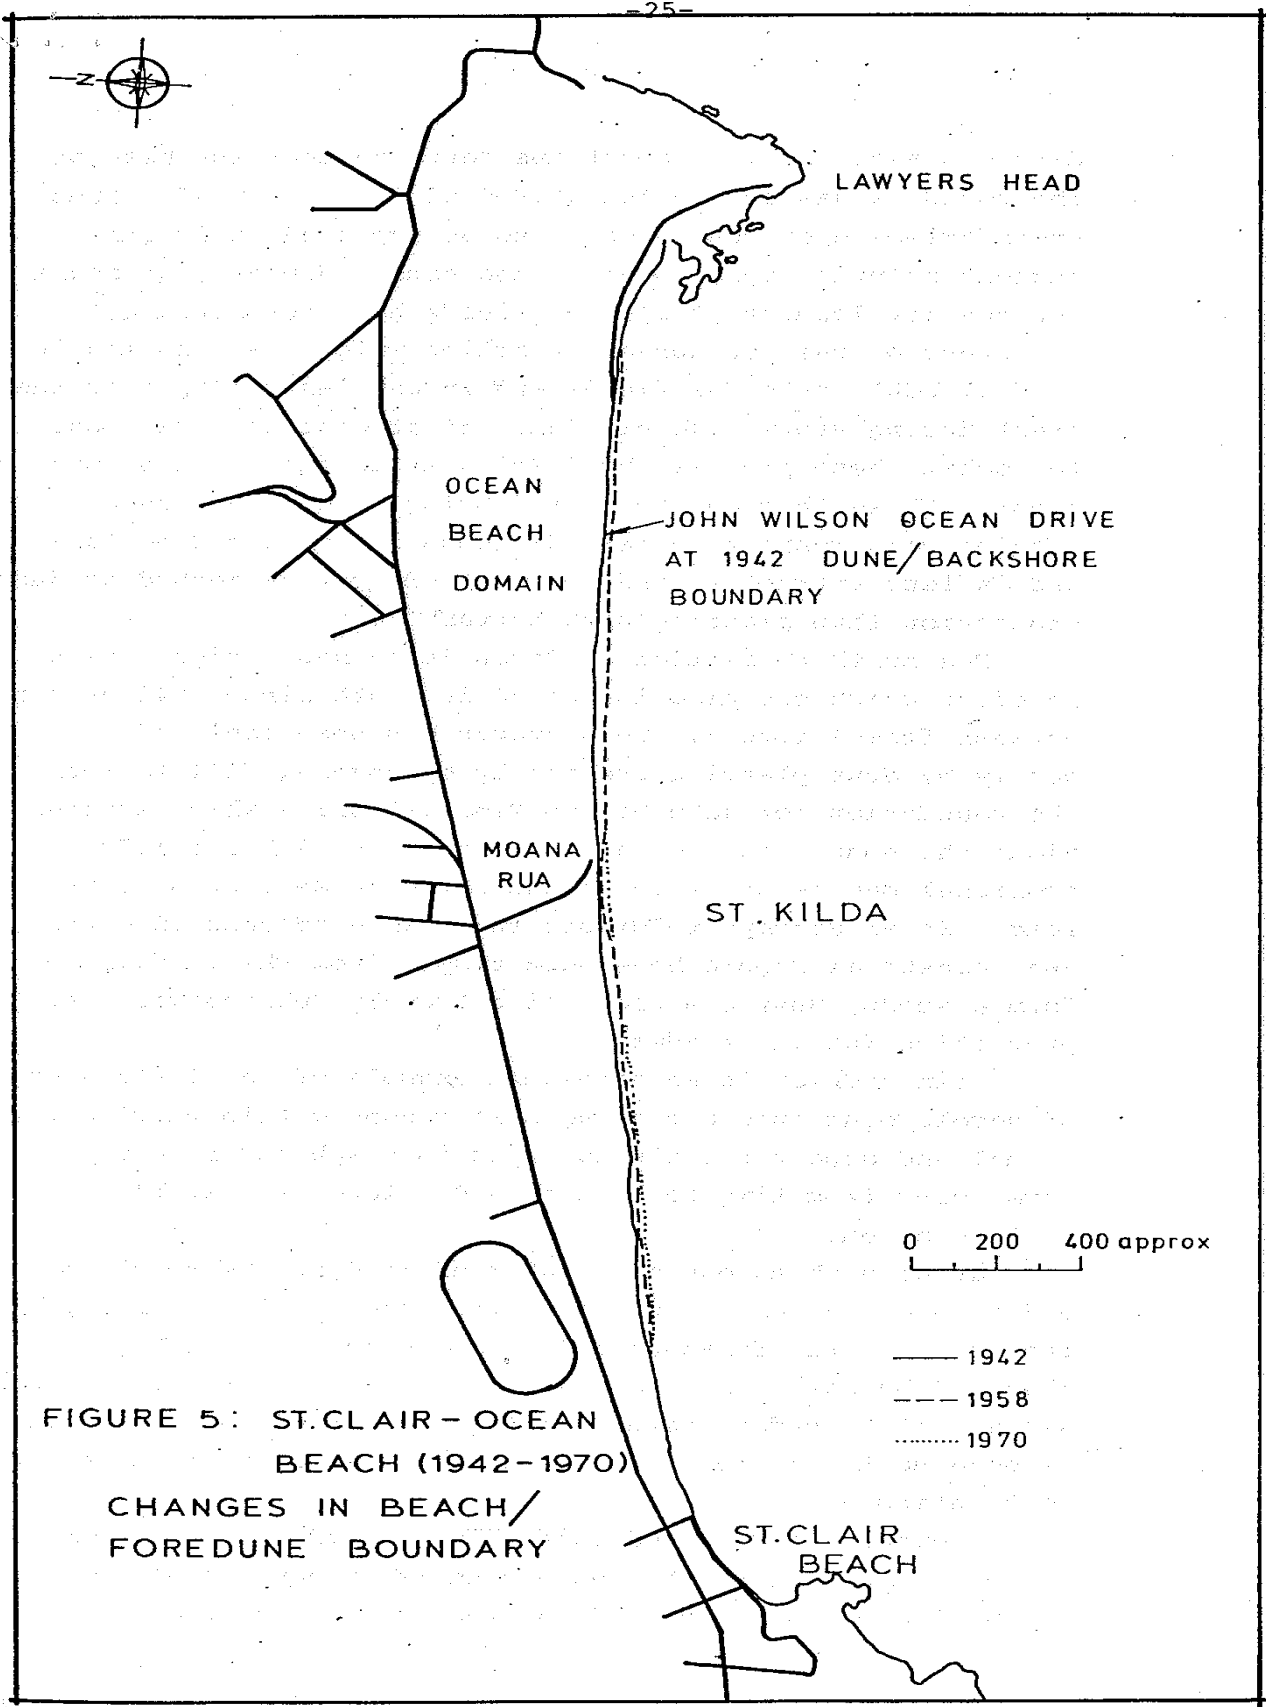 -25-
N
LAWYERS HEAD
OCEAN
BEACH
DOMAIN
JOHN WILSON OCEAN DRIVE
AT 1942 DUNE/BACKSHORE
BOUNDARY
MOANA
RUA
ST. KILDA
0 200 400 approx
1942
1958
1970
FIGURE 5: ST. CLAIR - OCEAN
BEACH (1942-1970)
CHANGES IN BEACH/
FOREDUNE BOUNDARY
ST. CLAIR
BEACH